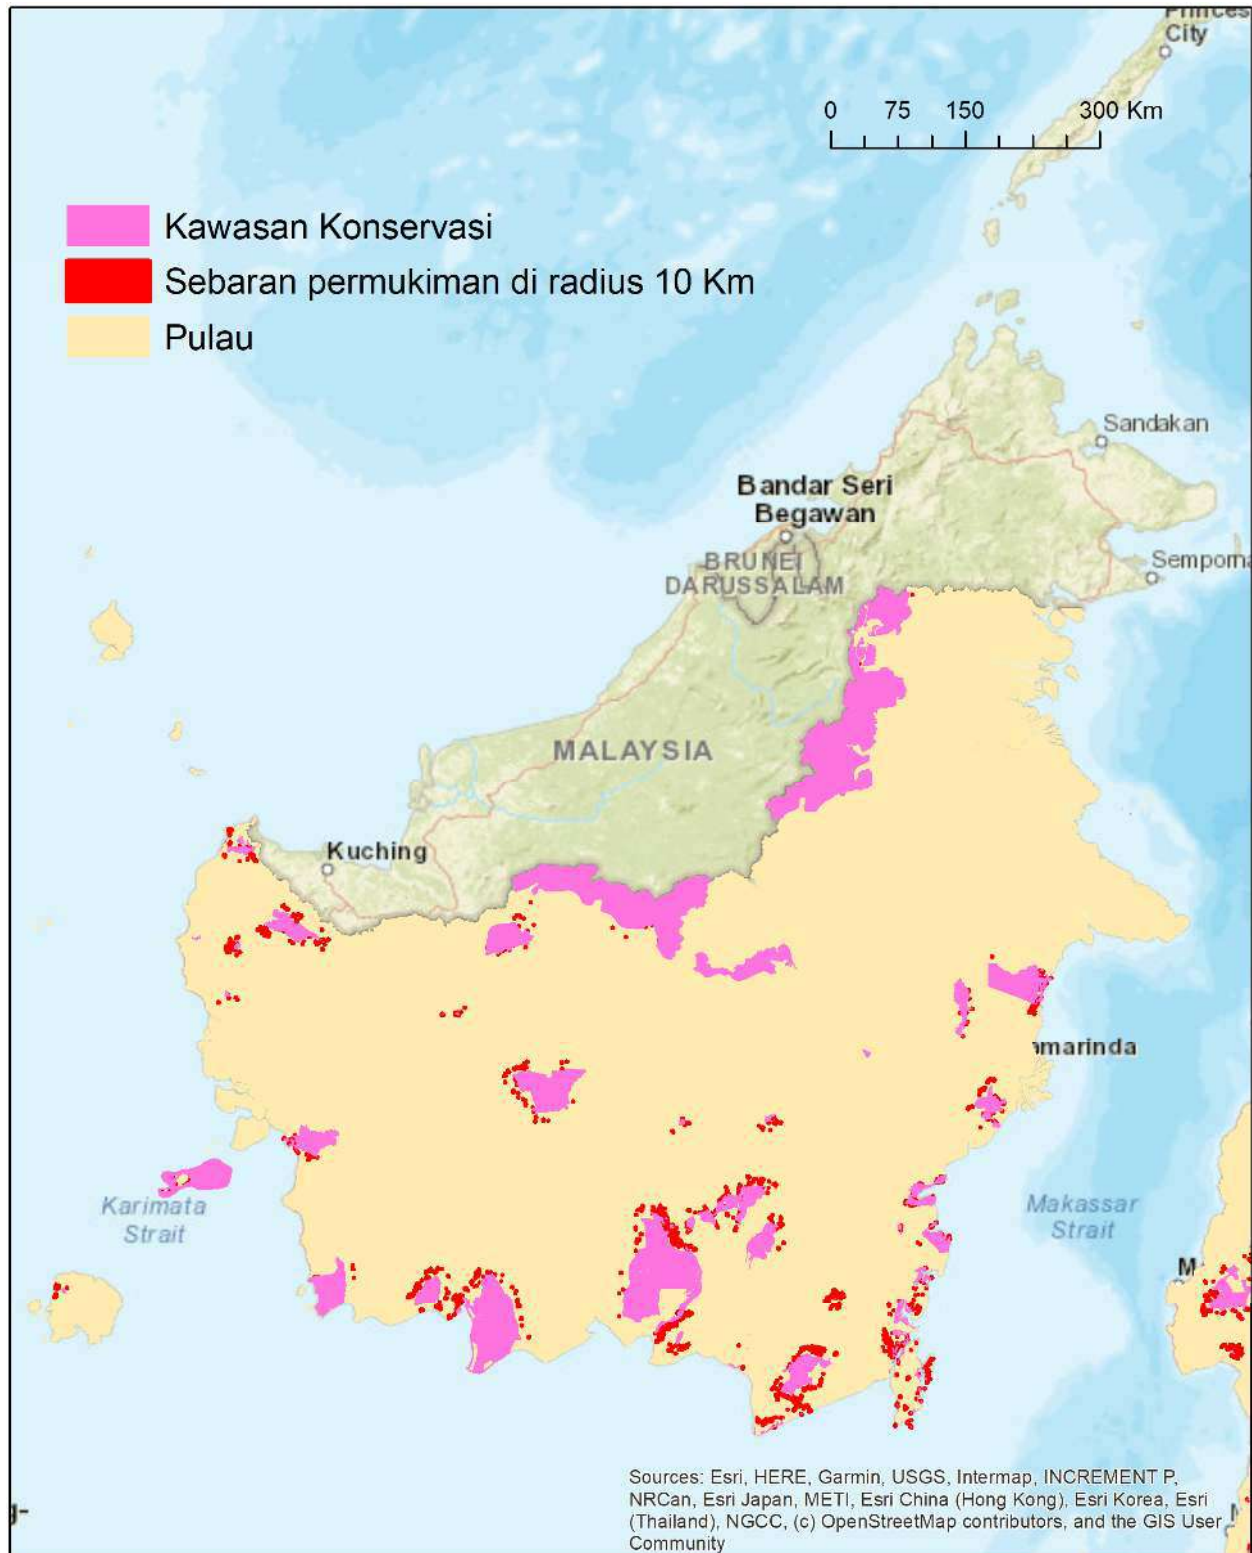 City
0 75 150 300 Km
Kawasan Konservasi
Sebaran permukiman di radius 10 Km
Pulau
Sandakan
Bandar Seri
Begawan
BRUNEI
DARUSSALAM
Semporna
MALAYSIA
Kuching
amarinda
Karimata
Strait
Makassar
Strait
M
Sources: Esri, HERE, Garmin, USGS, Intermap, INCREMENT P,
NRCan, Esri Japan, METI, Esri China (Hong Kong), Esri Korea, Esri
(Thailand), NGCC, (c) OpenStreetMap contributors, and the GIS User
Community